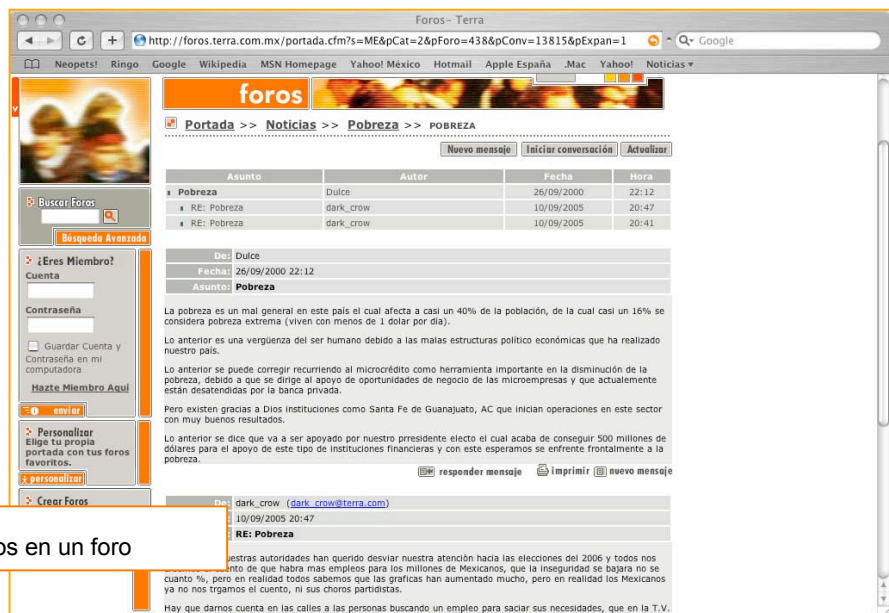 Foros- Terra
http://foros.terra.com.mx/portada.cfm?s=ME&pCat=2&pForo=438&pConv=13815&pExpan=1
Google
Neopets! Ringo Google Wikipedia MSN Homepage Yahoo! México Hotmail Apple España .Mac Yahoo! Noticias
foros
Portada >> Noticias >> Pobreza >> POBREZA
Nuevo mensaje Iniciar conversación Actualizar
Asunto Autor Fecha Hora
Pobreza Dulce 26/09/2000 22:12
RE: Pobreza dark_crow 10/09/2005 20:47
RE: Pobreza dark_crow 10/09/2005 20:41
Buscar Foros
Búsqueda Avanzada
¿Eres Miembro?
Cuenta
Contraseña
Guardar Cuenta y
Contraseña en mi
computadora
Hazte Miembro Aquí
enviar
Personalizar
Elige tu propia
portada con tus foros
favoritos.
personalizar
Crear Foros
De: Dulce
Fecha: 26/09/2000 22:12
Asunto: Pobreza
La pobreza es un mal general en este país el cual afecta a casi un 40% de la población, de la cual casi un 16% se
considera pobreza extrema (viven con menos de 1 dolar por día).
Lo anterior es una vergüenza del ser humano debido a las malas estructuras político económicas que ha realizado
nuestro país.
Lo anterior se puede corregir recurriendo al microcrédito como herramienta importante en la disminución de la
pobreza, debido a que se dirige al apoyo de oportunidades de negocio de las microempresas y que actualemente
están desatendidas por la banca privada.
Pero existen gracias a Dios instituciones como Santa Fe de Guanajuato, AC que inician operaciones en este sector
con muy buenos resultados.
Lo anterior se dice que va a ser apoyado por nuestro prresidente electo el cual acaba de conseguir 500 millones de
dólares para el apoyo de este tipo de instituciones financieras y con este esperamos se enfrente frontalmente a la
pobreza.
responder mensaje imprimir nuevo mensaje
De: dark_crow (dark_crow@terra.com)
10/09/2005 20:47
RE: Pobreza
os en un foro
estras autoridades han querido desviar nuestra atención hacia las elecciones del 2006 y todos nos
ento de que habra mas empleos para los millones de Mexicanos, que la inseguridad se bajara no se
cuanto %, pero en realidad todos sabemos que las graficas han aumentado mucho, pero en realidad los Mexicanos
ya no nos trgamos el cuento, ni sus choros partidistas.
Hay que darnos cuenta en las calles a las personas buscando un empleo para saciar sus necesidades, que en la T.V.